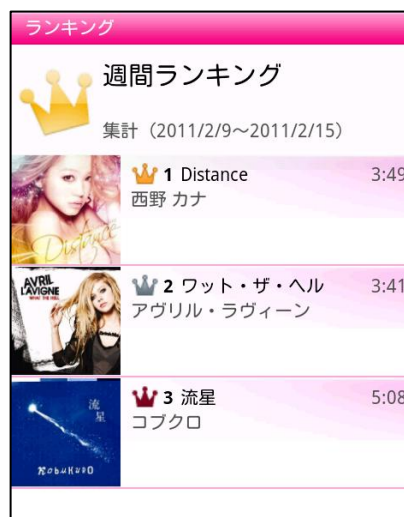 ランキング
週間ランキング
集計（2011/2/9～2011/2/15）
1 Distance 3:49
西野 カナ
Distance
2 ワット・ザ・ヘル 3:41
アヴリル・ラヴィーン
AVRIL
LAVIGNE
WHAT THE HELL
3 流星 5:08
コブクロ
流
星
KOBUKURO